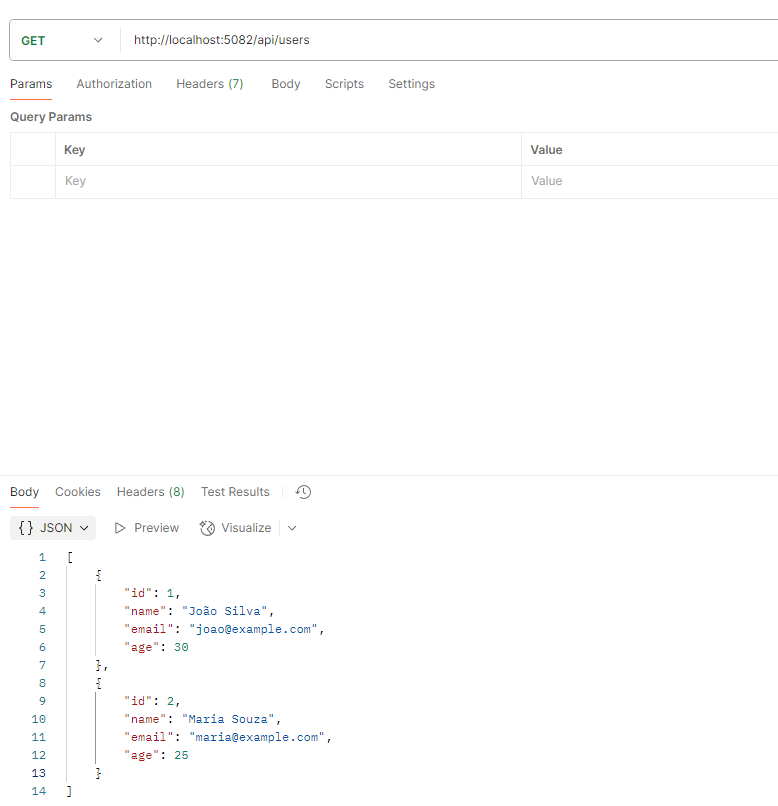 GET http://localhost:5082/api/users
Params Authorization Headers (7) Body Scripts Settings
Query Params
Key Value
Key Value
Body Cookies Headers (8) Test Results
{} JSON Preview Visualize
1 [
2 {
3 "id": 1,
4 "name": "João Silva",
5 "email": "joao@example.com",
6 "age": 30
7 },
8 {
9 "id": 2,
10 "name": "Maria Souza",
11 "email": "maria@example.com",
12 "age": 25
13 }
14 ]